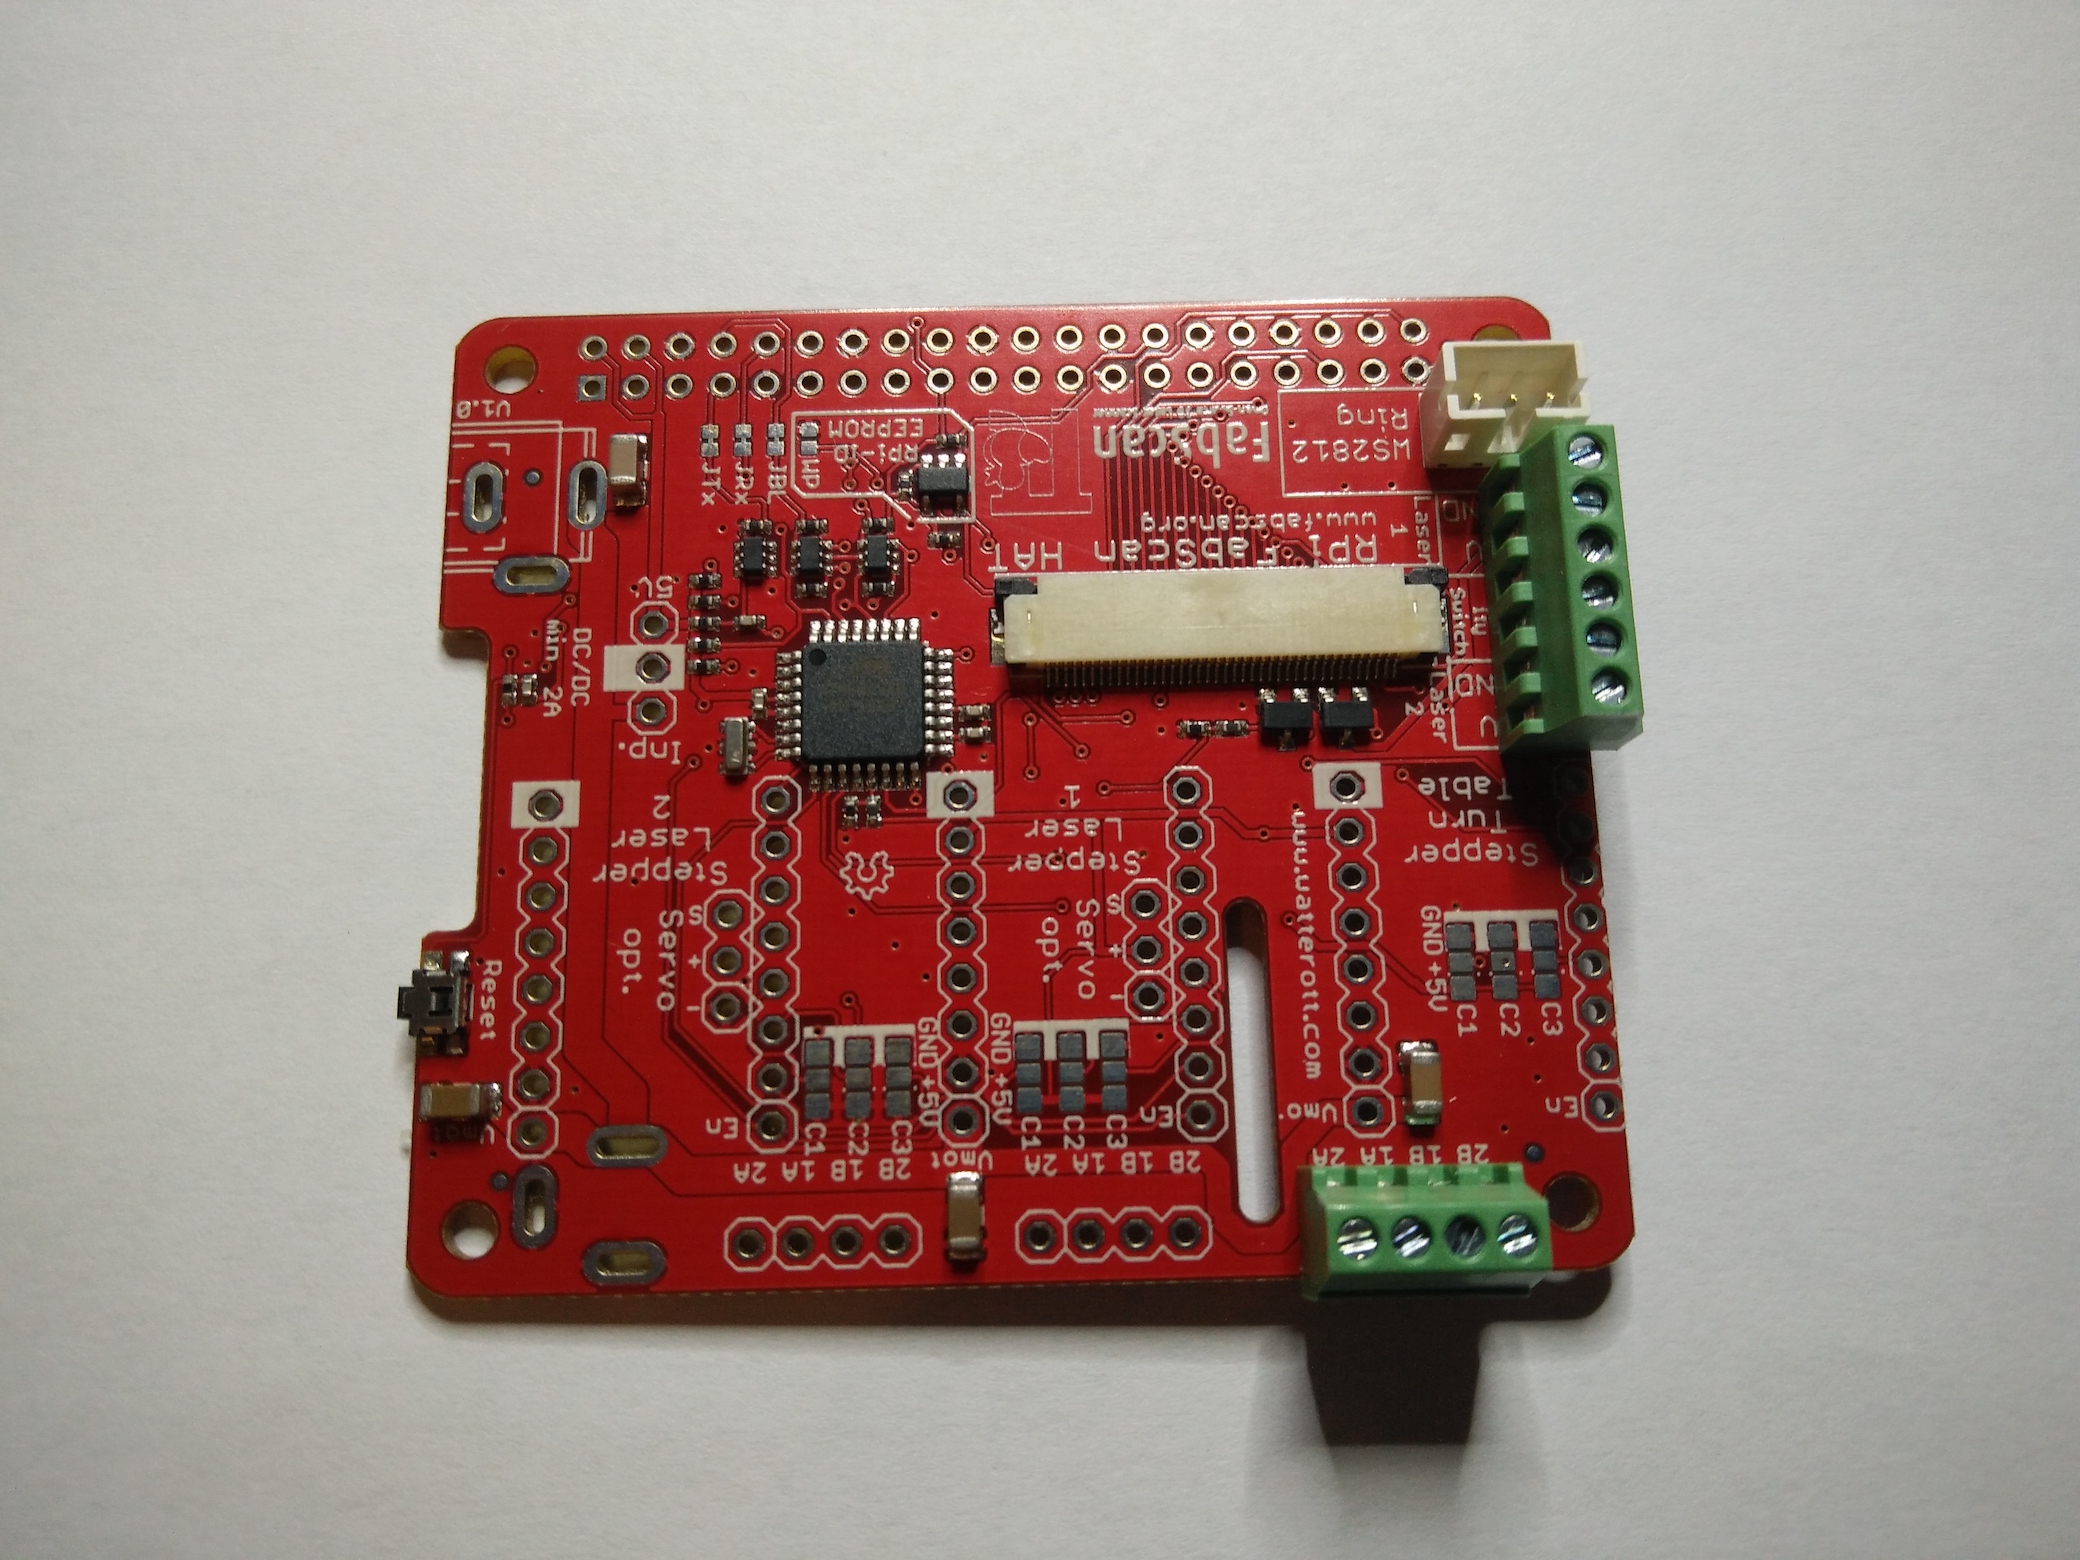 V1.0
JTx
JRx
JBL
WP
RPi-ID
EEPROM
FabScan
WS2812
Ring
www.fabscan.org
RPi FabScan
HAT
Laser
1
Switch
Laser
2
5V
DC/DC
min. 2A
Inp.
Stepper
Laser
2
Stepper
Laser
1
Stepper
Turn
Table
www.watterott.com
Servo
opt.
S
+
-
Servo
opt.
S
+
-
Reset
GND +5V
C1
C2
C3
GND +5V
C1
C2
C3
GND +5V
C1
C2
C3
En
En
En
Vmot
2A 1A 1B 2B
2A 1A 1B 2B
2A 1A 1B 2B